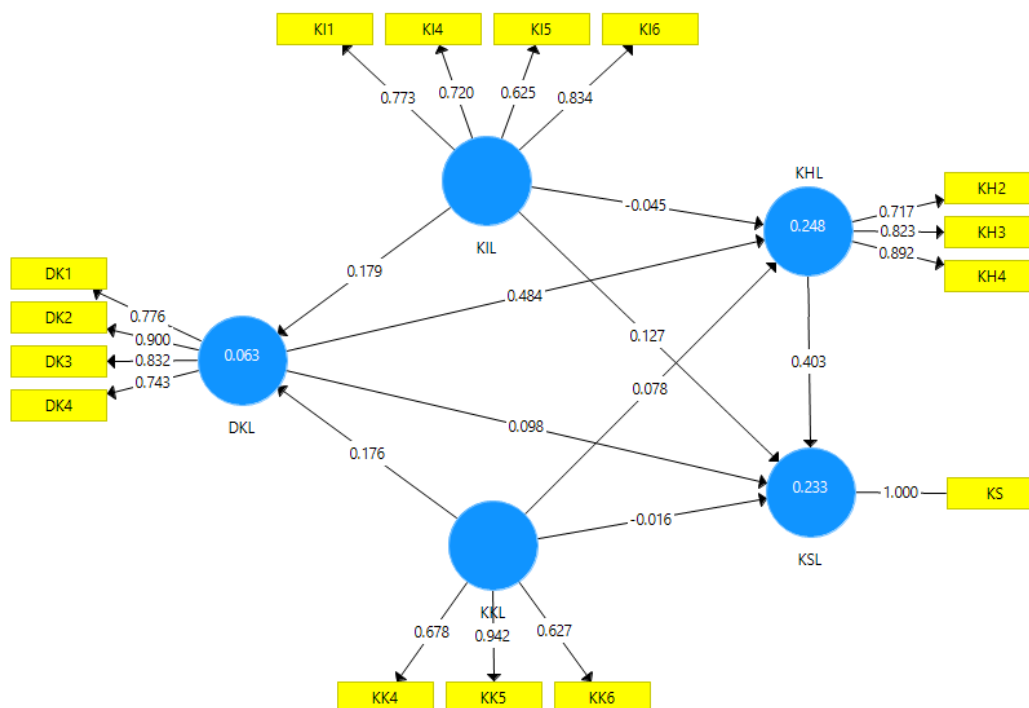 KI1 KI4 KI5 KI6
0.773 0.720 0.625 0.834
KHL
KH2
0.717
-0.045
0.248
0.823
KH3
KIL
0.892
KH4
DK1
0.179
0.776
0.484
DK2
0.900
0.127
DK3
0.063
0.832
0.403
0.743
0.078
DK4
DKL
0.098
0.176
0.233
1.000
KS
-0.016
KSL
KKL
0.678 0.942 0.627
KK4 KK5 KK6